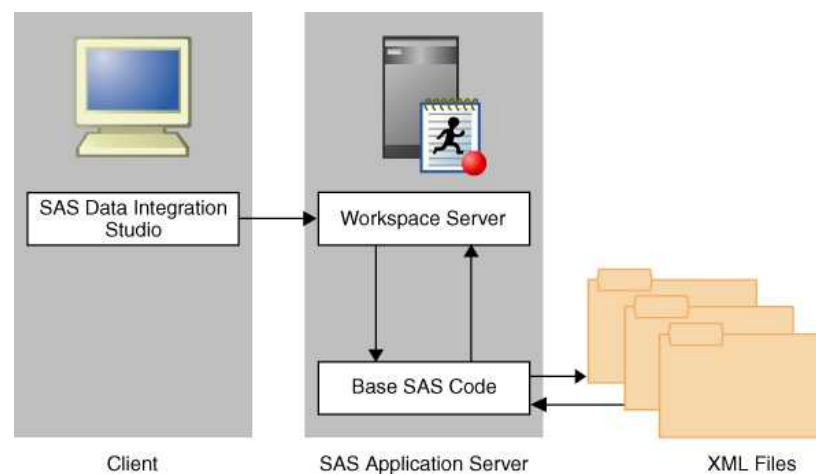 SAS Data Integration
Studio
Workspace Server
Base SAS Code
Client
SAS Application Server
XML Files